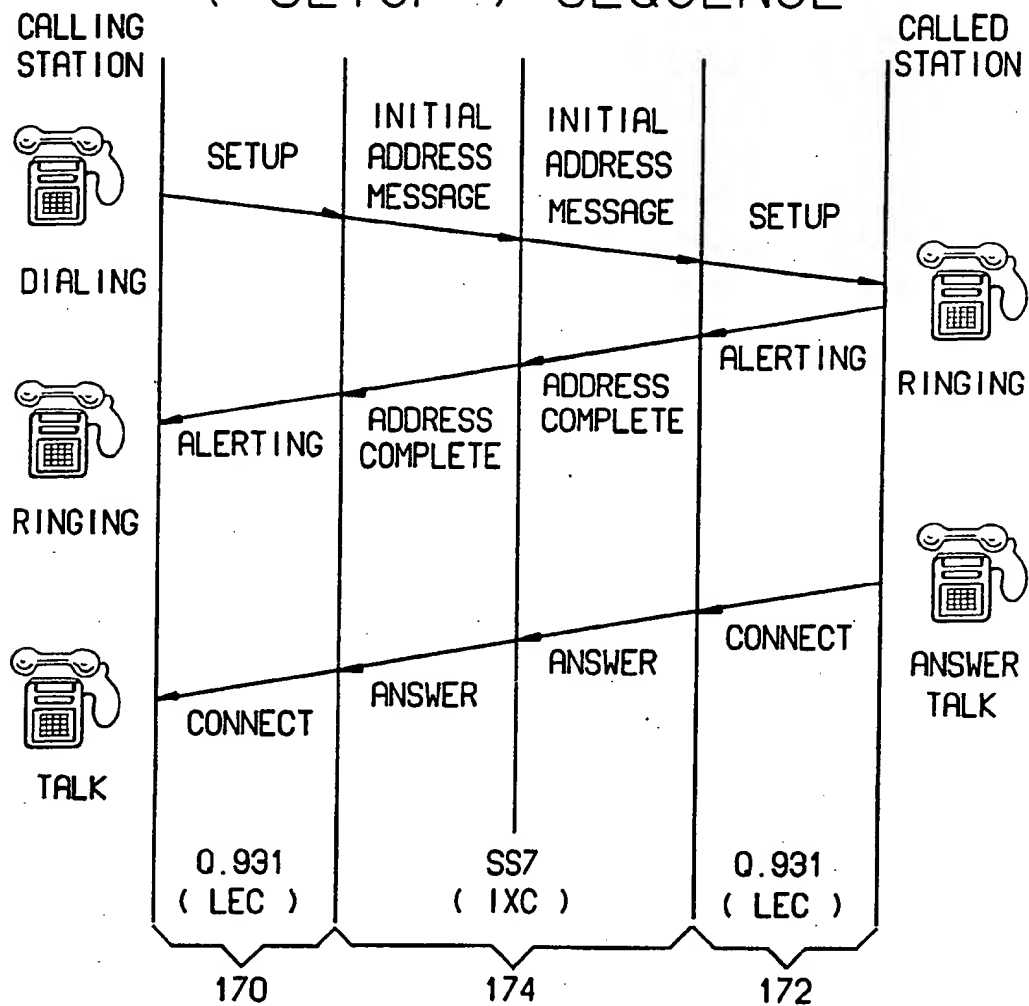 ( SETUP ) SEQUENCE
CALLING
STATION
CALLED
STATION
SETUP
INITIAL
ADDRESS
MESSAGE
INITIAL
ADDRESS
MESSAGE
SETUP
DIALING
ALERTING
RINGING
ADDRESS
COMPLETE
ADDRESS
COMPLETE
ALERTING
RINGING
CONNECT
ANSWER
TALK
ANSWER
ANSWER
CONNECT
TALK
Q.931
( LEC )
SS7
( IXC )
Q.931
( LEC )
170
174
172